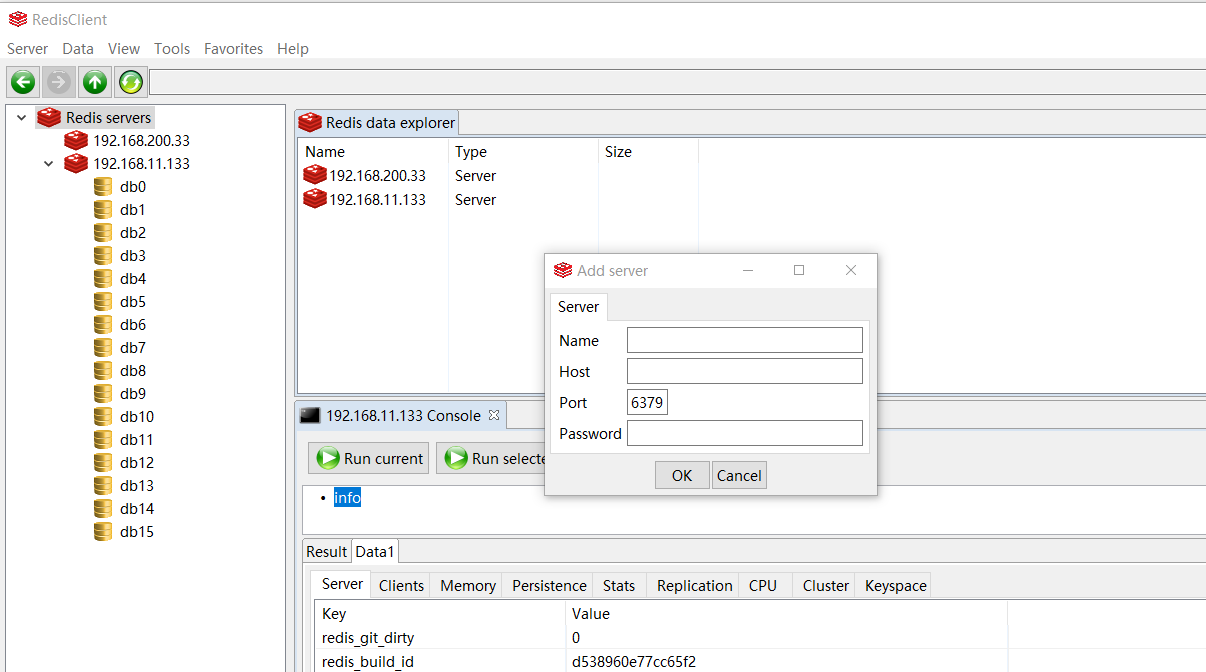 RedisClient
Server Data View Tools Favorites Help
Redis servers
192.168.200.33
192.168.11.133
db0
db1
db2
db3
db4
db5
db6
db7
db8
db9
db10
db11
db12
db13
db14
db15
Redis data explorer
Name Type Size
192.168.200.33 Server
192.168.11.133 Server
Add server
Server
Name
Host
Port 6379
Password
OK Cancel
192.168.11.133 Console
Run current Run selecte
info
Result Data1
Server Clients Memory Persistence Stats Replication CPU Cluster Keyspace
Key Value
redis_git_dirty 0
redis_build_id d538960e77cc65f2